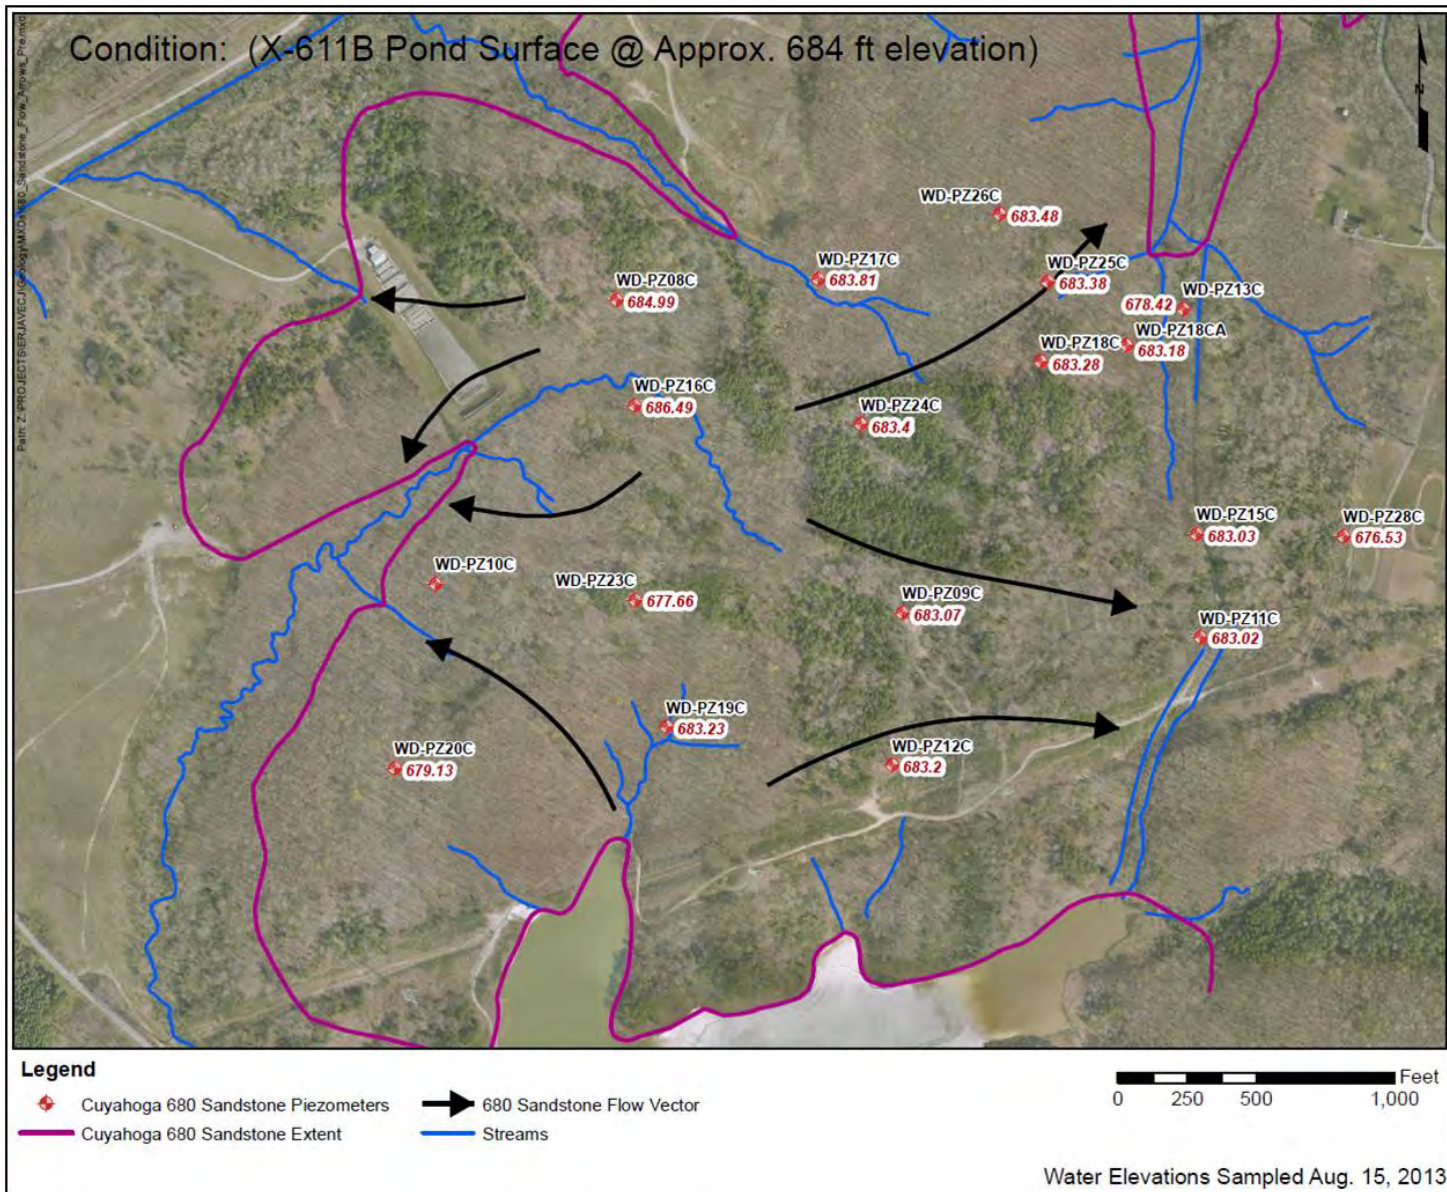 Condition: (X-611B Pond Surface @ Approx. 684 ft elevation)
N
WD-PZ26C
683.48
WD-PZ17C
683.81
WD-PZ25C
683.38
WD-PZ08C
684.99
WD-PZ13C
678.42
WD-PZ18CA
683.18
WD-PZ18C
683.28
WD-PZ16C
686.49
WD-PZ24C
683.4
WD-PZ15C
683.03
WD-PZ28C
676.53
WD-PZ10C
WD-PZ23C
677.66
WD-PZ09C
683.07
WD-PZ11C
683.02
WD-PZ19C
683.23
WD-PZ20C
679.13
WD-PZ12C
683.2
Legend
Cuyahoga 680 Sandstone Piezometers
680 Sandstone Flow Vector
Cuyahoga 680 Sandstone Extent
Streams
Feet
0 250 500 1,000
Water Elevations Sampled Aug. 15, 2013